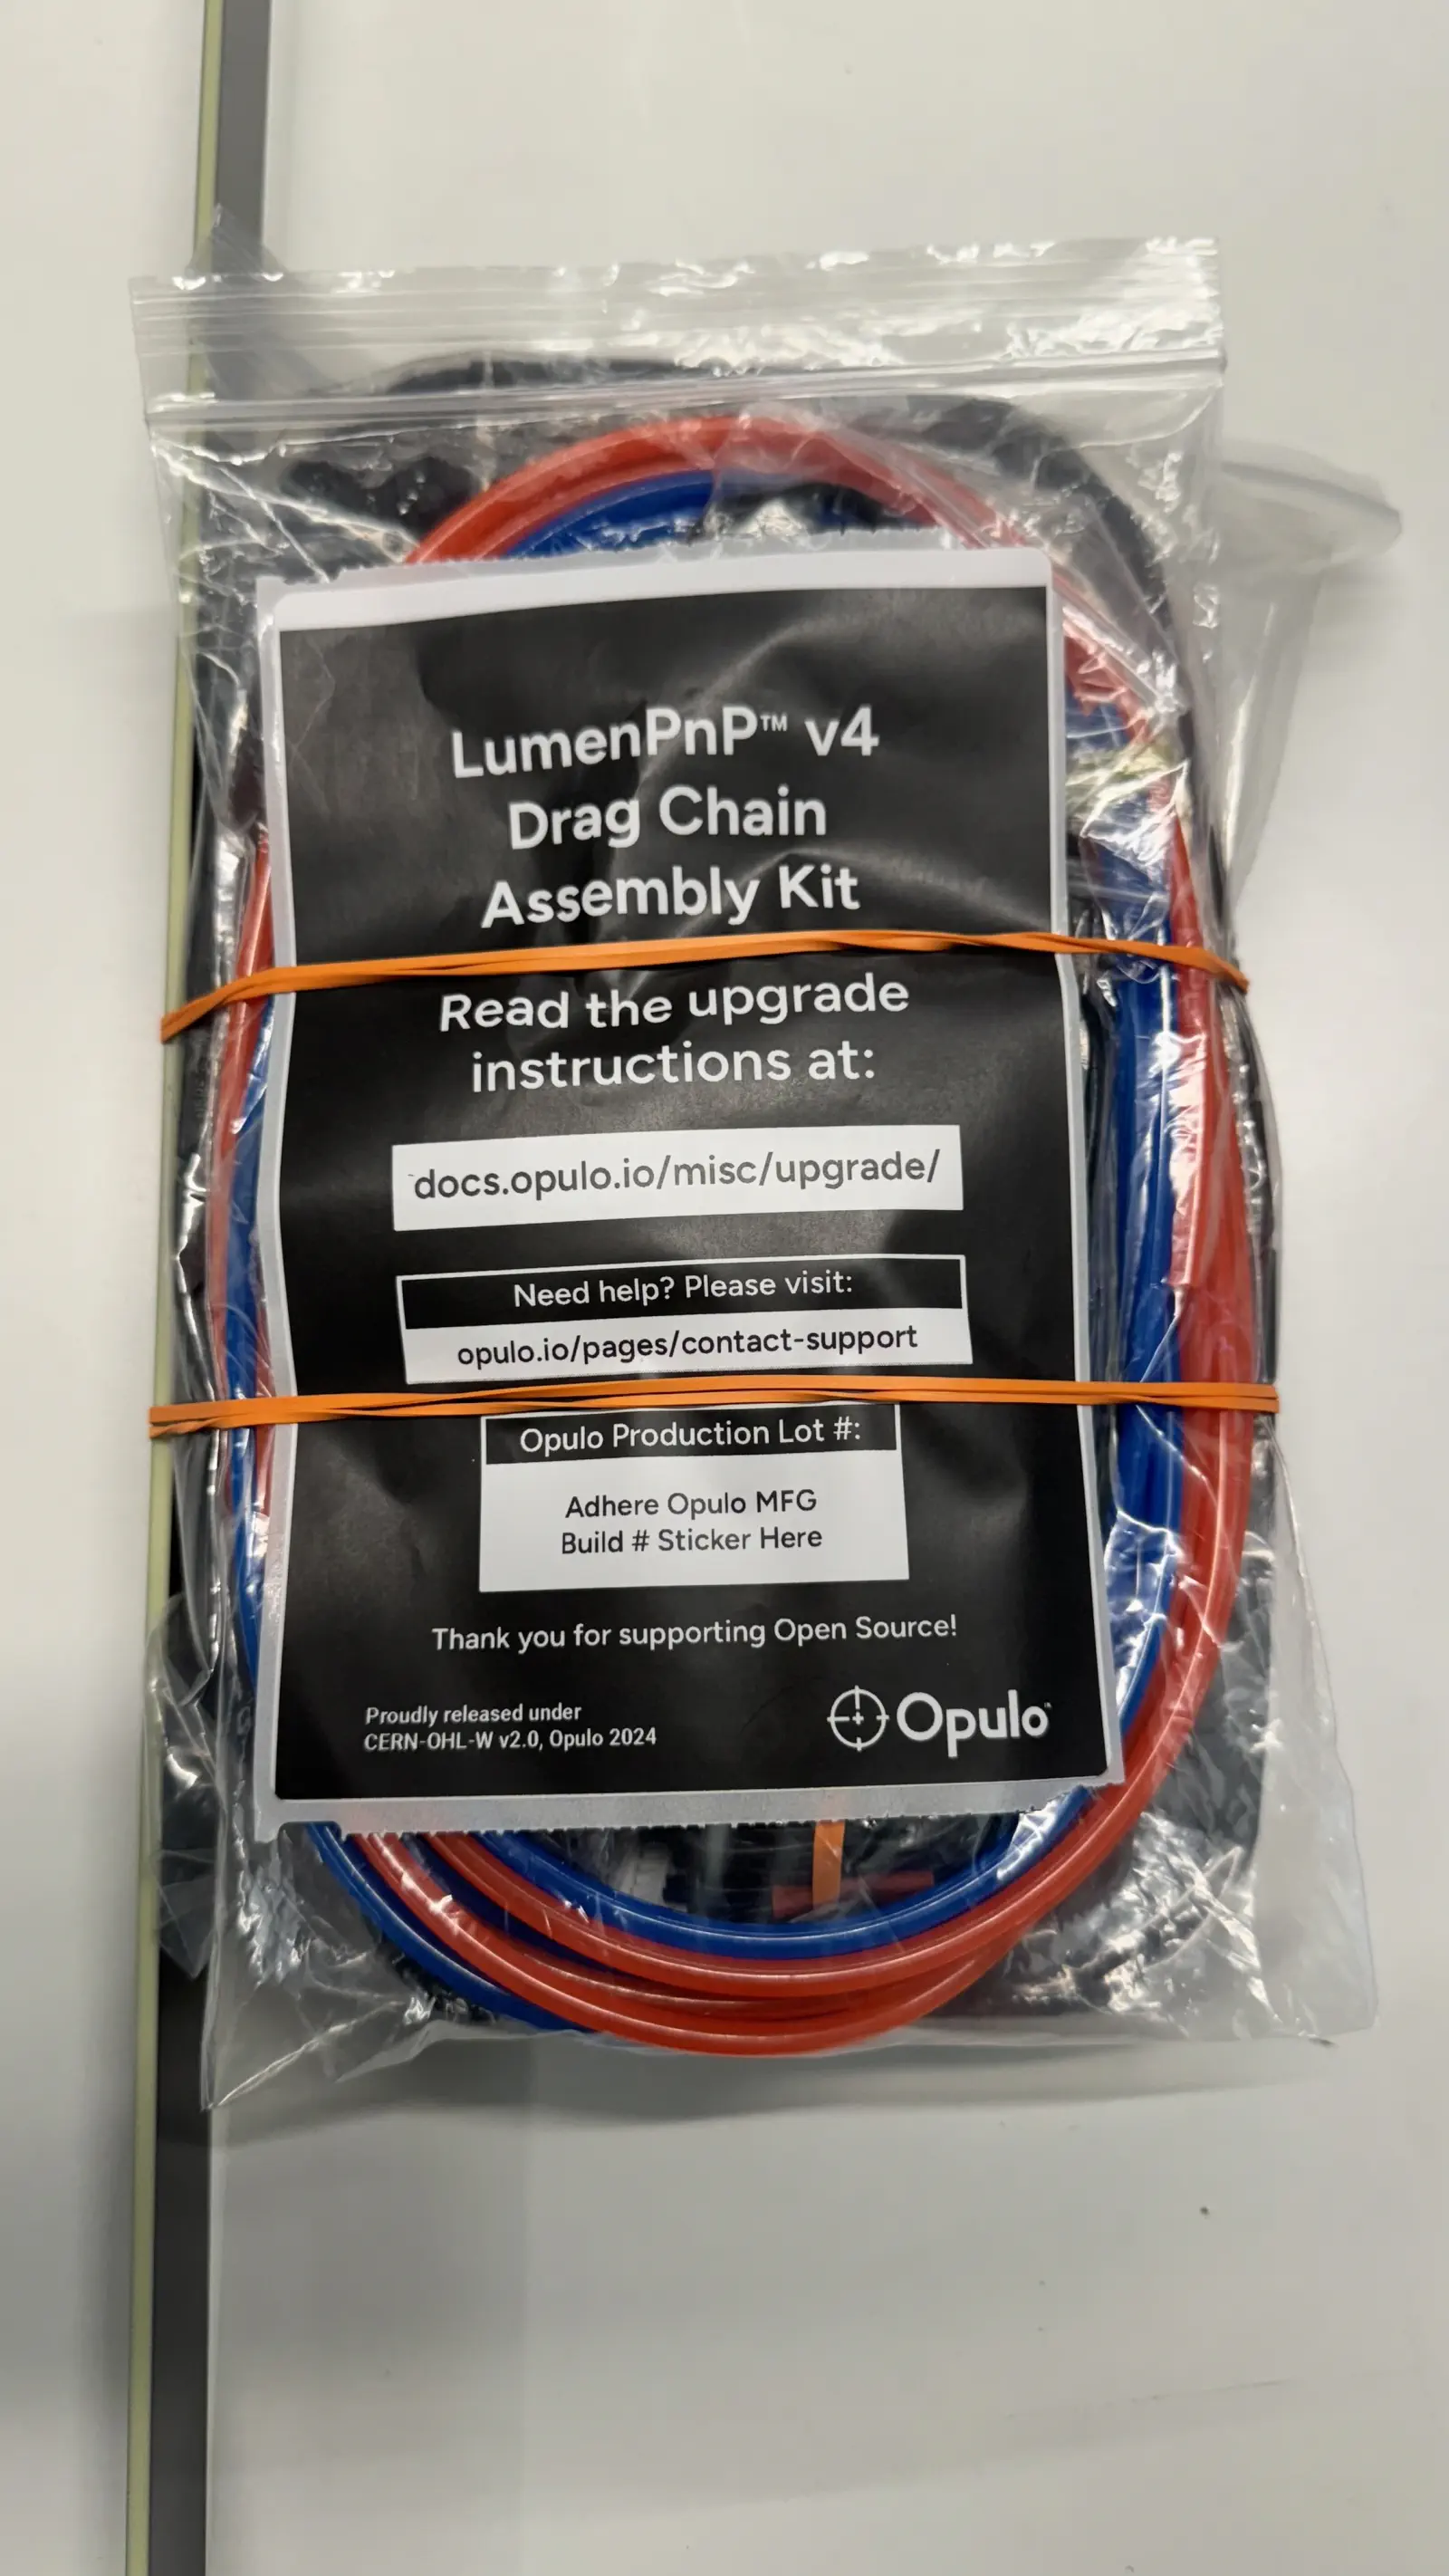 LumenPnP™ v4
Drag Chain
Assembly Kit
Read the upgrade
instructions at:
docs.opulo.io/misc/upgrade/
Need help? Please visit:
opulo.io/pages/contact-support
Opulo Production Lot #:
Adhere Opulo MFG
Build # Sticker Here
Thank you for supporting Open Source!
Proudly released under
CERN-OHL-W v2.0, Opulo 2024
Opulo™